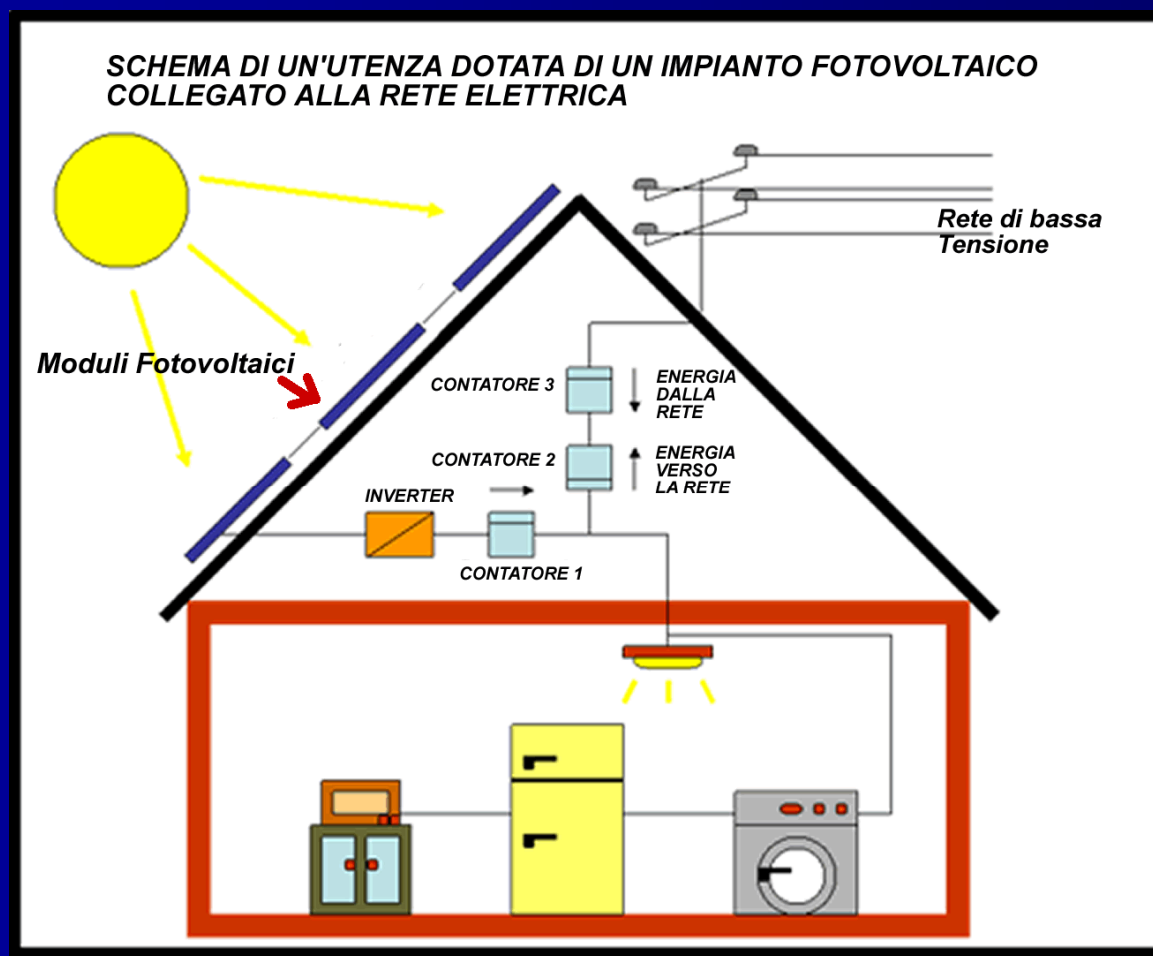 SCHEMA DI UN'UTENZA DOTATA DI UN IMPIANTO FOTOVOLTAICO
COLLEGATO ALLA RETE ELETTRICA
Rete di bassa
Tensione
Moduli Fotovoltaici
CONTATORE 3
ENERGIA
DALLA
RETE
CONTATORE 2
ENERGIA
VERSO
LA RETE
INVERTER
CONTATORE 1